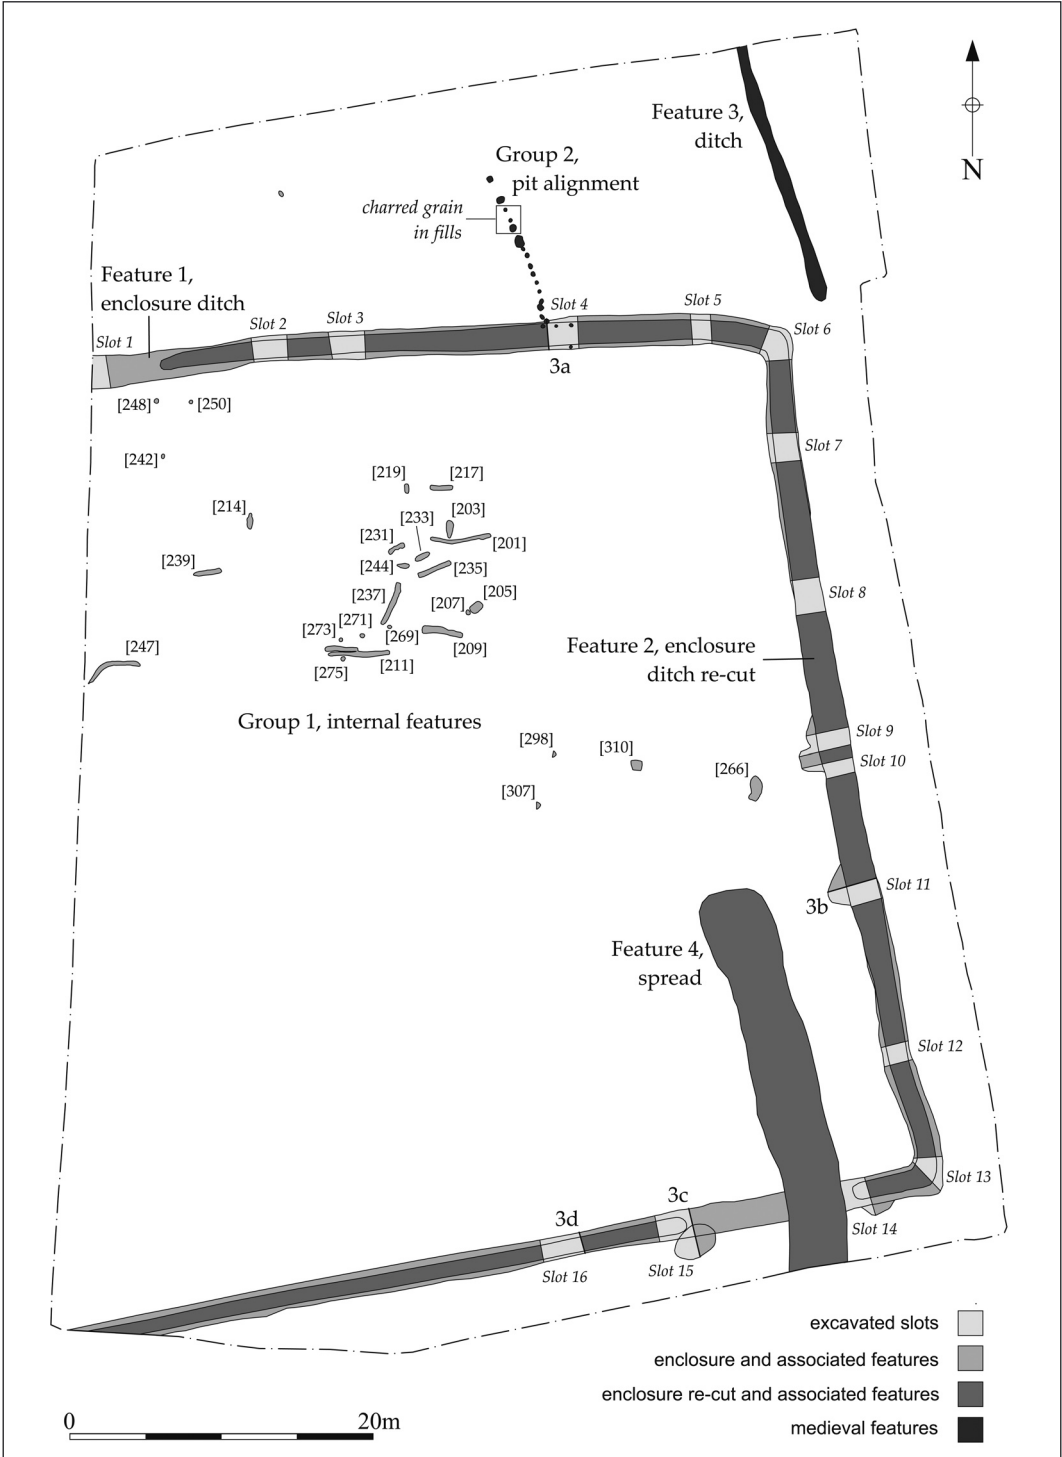 Feature 3,
ditch
N
Group 2,
pit alignment
charred grain
in fills
Feature 1,
enclosure ditch
Slot 1
Slot 2
Slot 3
Slot 4
3a
Slot 5
Slot 6
[248]
[250]
[242]
Slot 7
[219]
[217]
[214]
[203]
[233]
[231]
[201]
[239]
[244]
[235]
[237]
[205]
[207]
Slot 8
[271]
[273]
[269]
[209]
[247]
[211]
[275]
Feature 2, enclosure
ditch re-cut
Group 1, internal features
Slot 9
[298]
[310]
Slot 10
[266]
[307]
Slot 11
3b
Feature 4,
spread
Slot 12
Slot 13
3c
3d
Slot 14
Slot 15
Slot 16
excavated slots
enclosure and associated features
enclosure re-cut and associated features
medieval features
0
20m